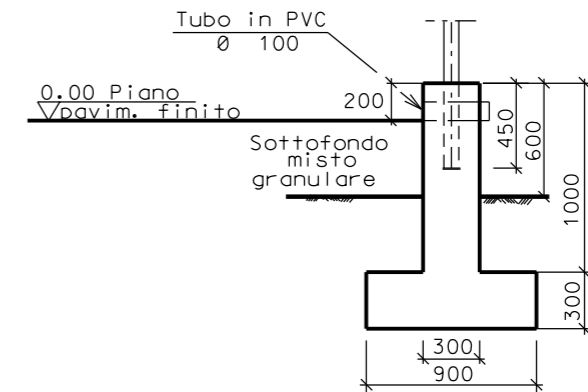 Tubo in PVC
Ø 100
0.00 Piano
pavim. finito
200
Sottofondo
misto
granulare
450
600
1000
300
300
900